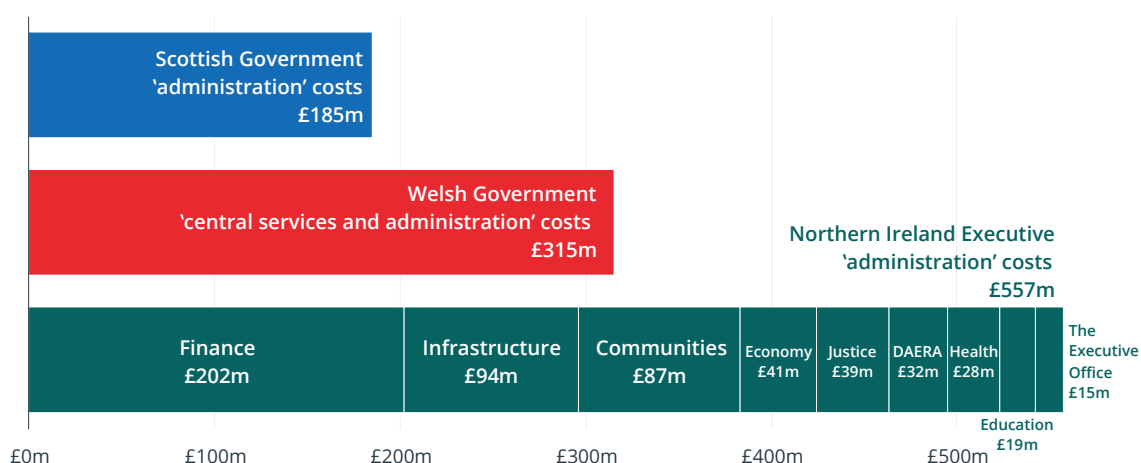 Scottish Government
‘administration’ costs
£185m
Welsh Government
‘central services and administration’ costs
£315m
Northern Ireland Executive
‘administration’ costs
£557m
Finance
£202m
Infrastructure
£94m
Communities
£87m
Economy
£41m
Justice
£39m
DAERA
£32m
Health
£28m
The
Executive
Office
£15m
Education
£19m
£0m
£100m
£200m
£300m
£400m
£500m